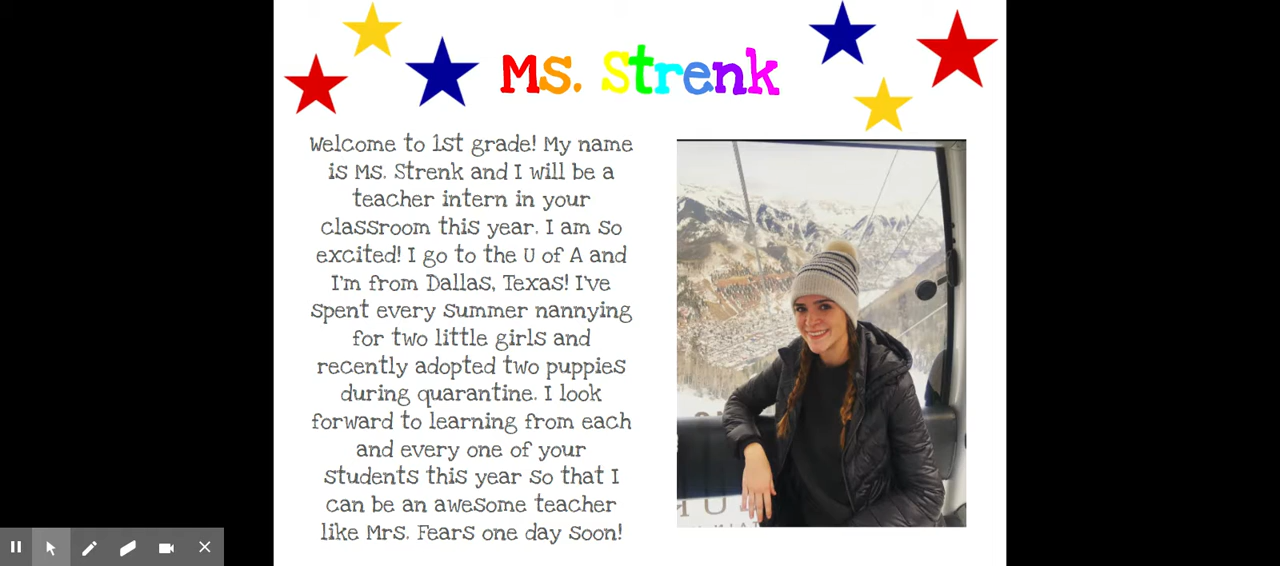 Ms. Strenk
Welcome to 1st grade! My name
is Ms. Strenk and I will be a
teacher intern in your
classroom this year. I am so
excited! I go to the U of A and
I'm from Dallas, Texas! I've
spent every summer nannying
for two little girls and
recently adopted two puppies
during quarantine. I look
forward to learning from each
and every one of your
students this year so that I
can be an awesome teacher
like Mrs. Fears one day soon!